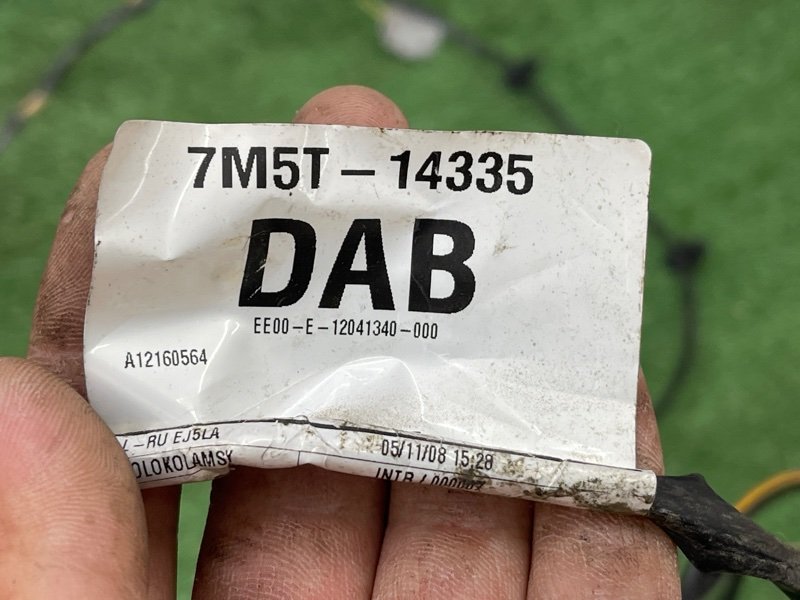 7M5T-14335
DAB
EE00-E-12041340-000
A12160564
-RU EJ5LA
05/11/08 15:28
OLOKOLAMSK
INTR /